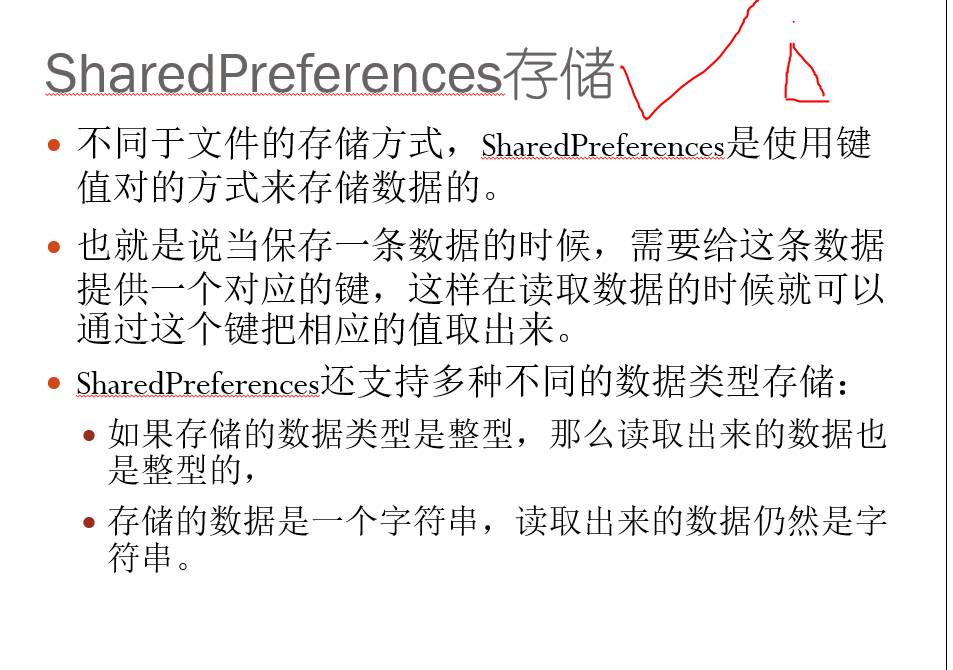 SharedPreferences存储
不同于文件的存储方式，SharedPreferences是使用键
值对的方式来存储数据的。
也就是说当保存一条数据的时候，需要给这条数据
提供一个对应的键，这样在读取数据的时候就可以
通过这个键把相应的值取出来。
SharedPreferences还支持多种不同的数据类型存储：
如果存储的数据类型是整型，那么读取出来的数据也
是整型的，
存储的数据是一个字符串，读取出来的数据仍然是字
符串。